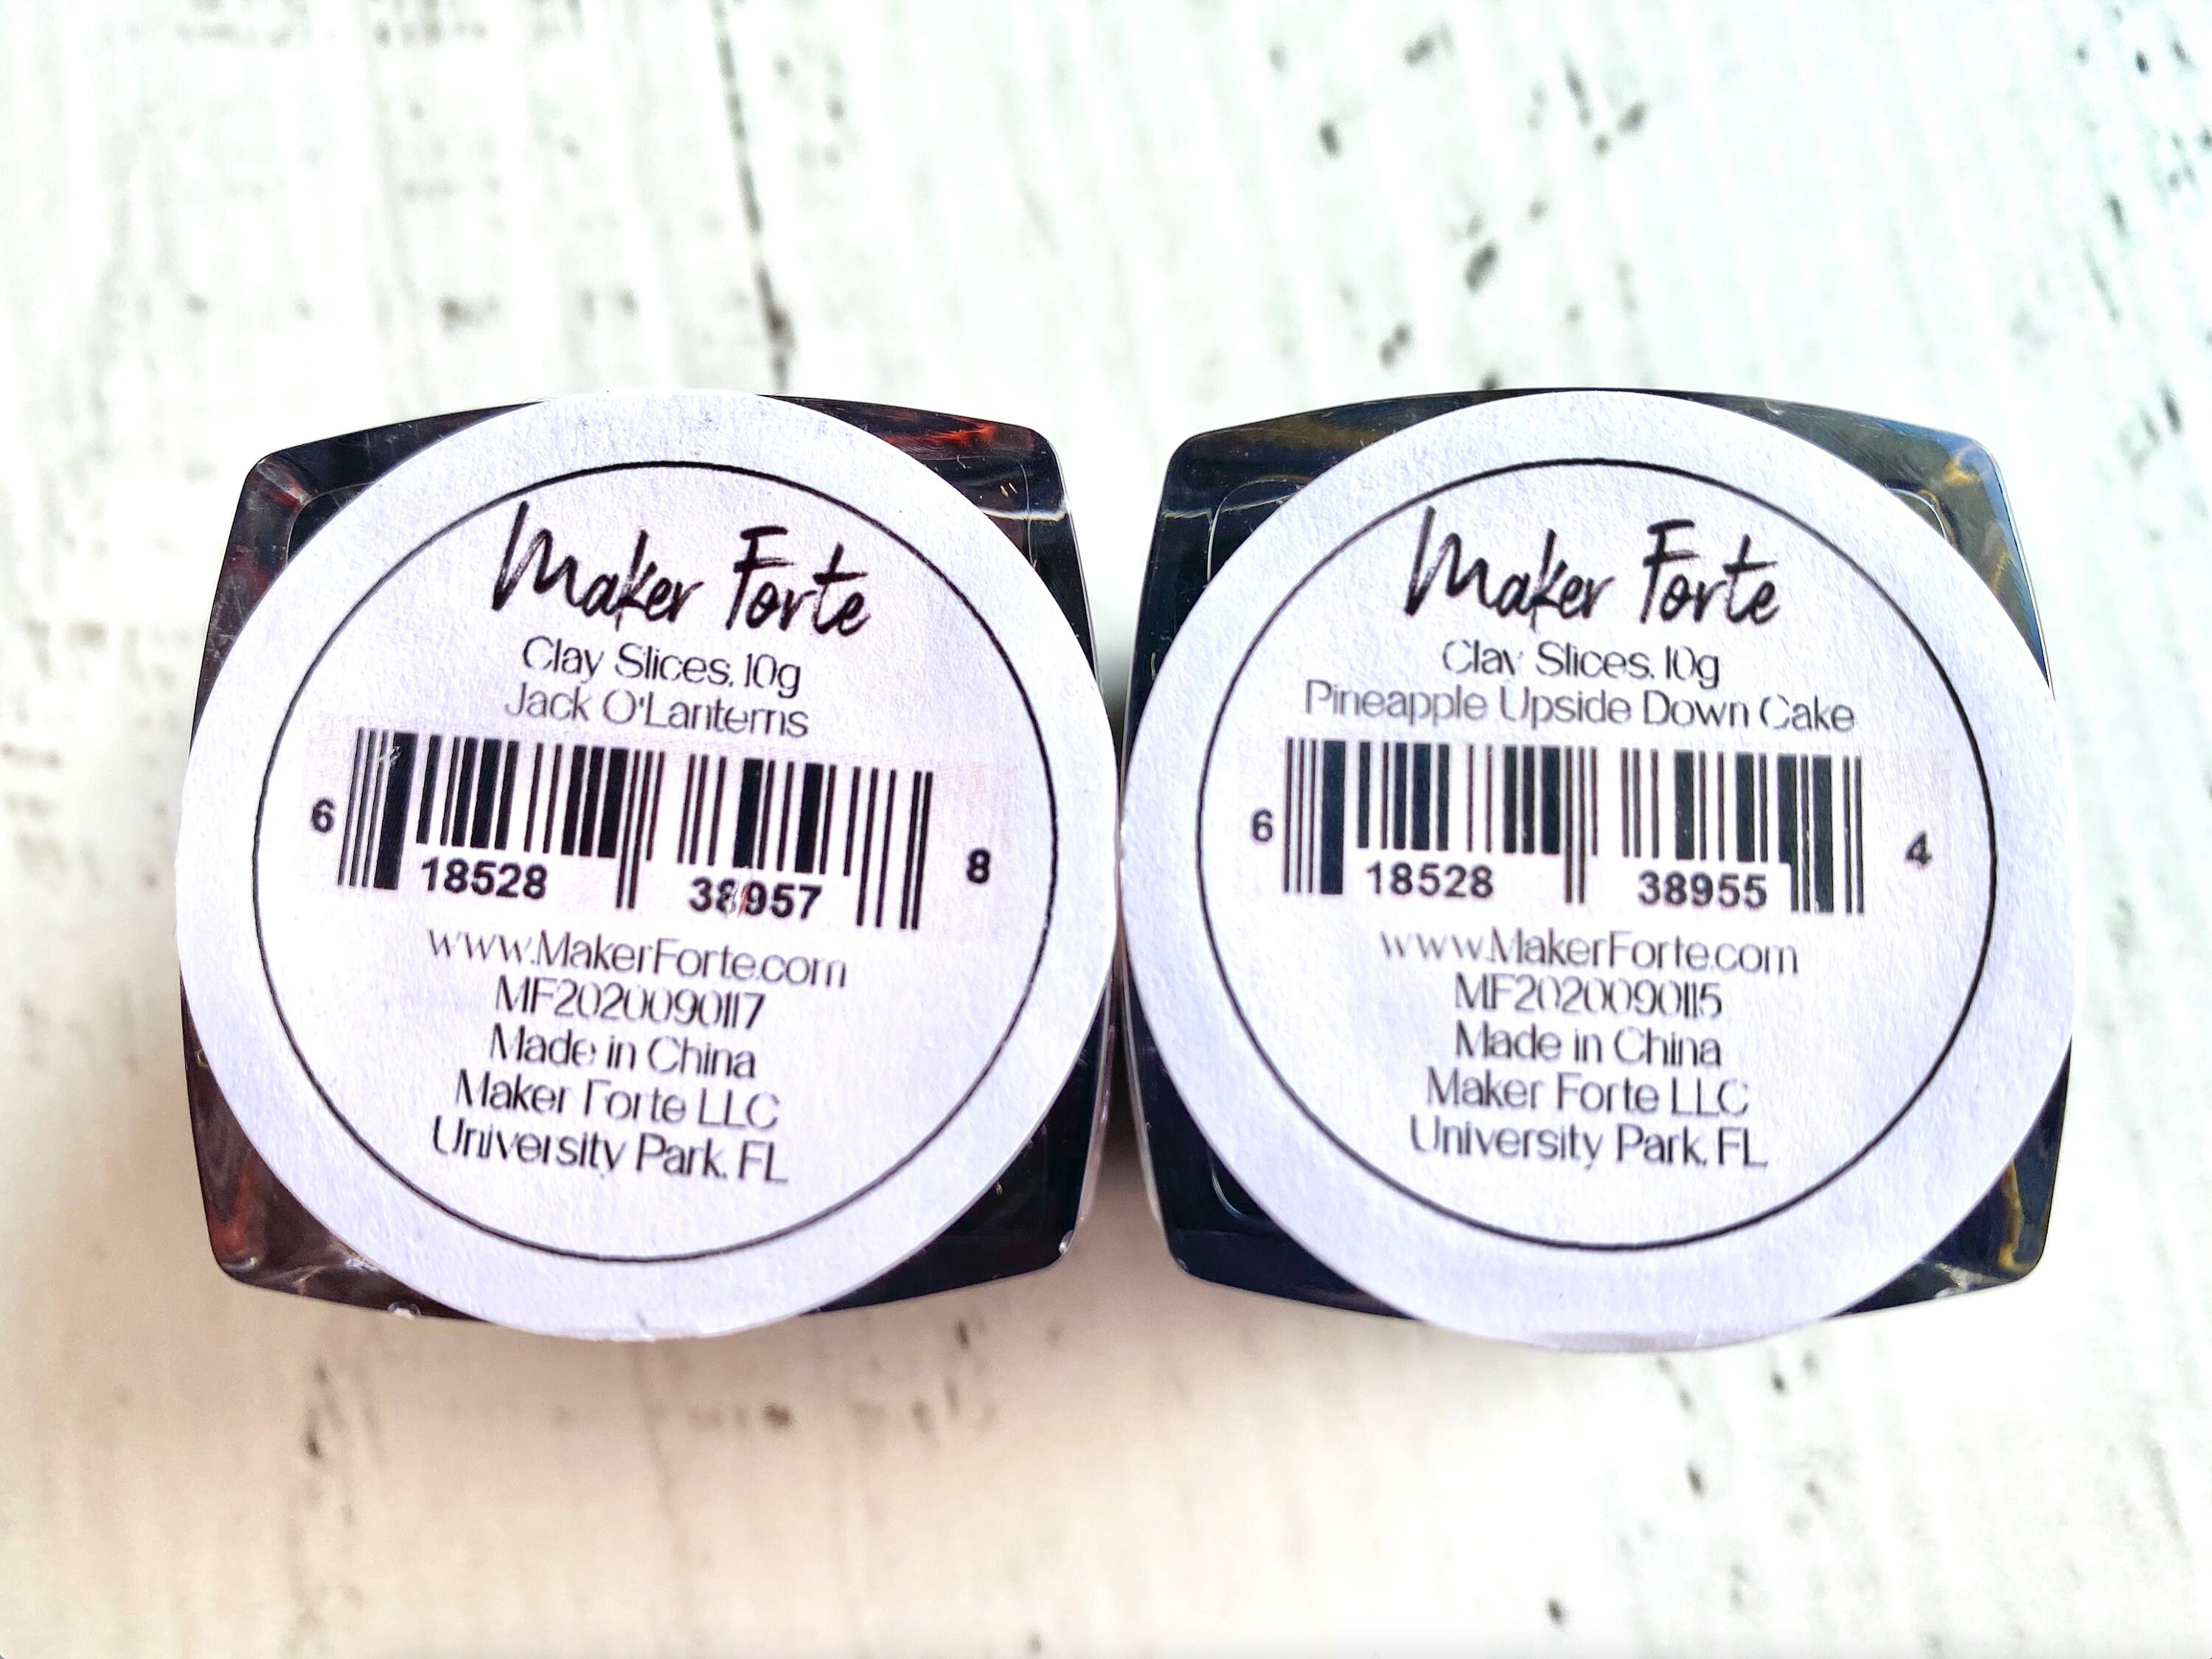 Maker Forte
Clay Slices, 10g
Jack O'Lanterns
6 18528 38957 8
www.MakerForte.com
MF2020090117
Made in China
Maker Forte LLC
University Park, FL
Maker Forte
Clay Slices, 10g
Pineapple Upside Down Cake
6 18528 38955 4
www.MakerForte.com
MF2020090115
Made in China
Maker Forte LLC
University Park, FL